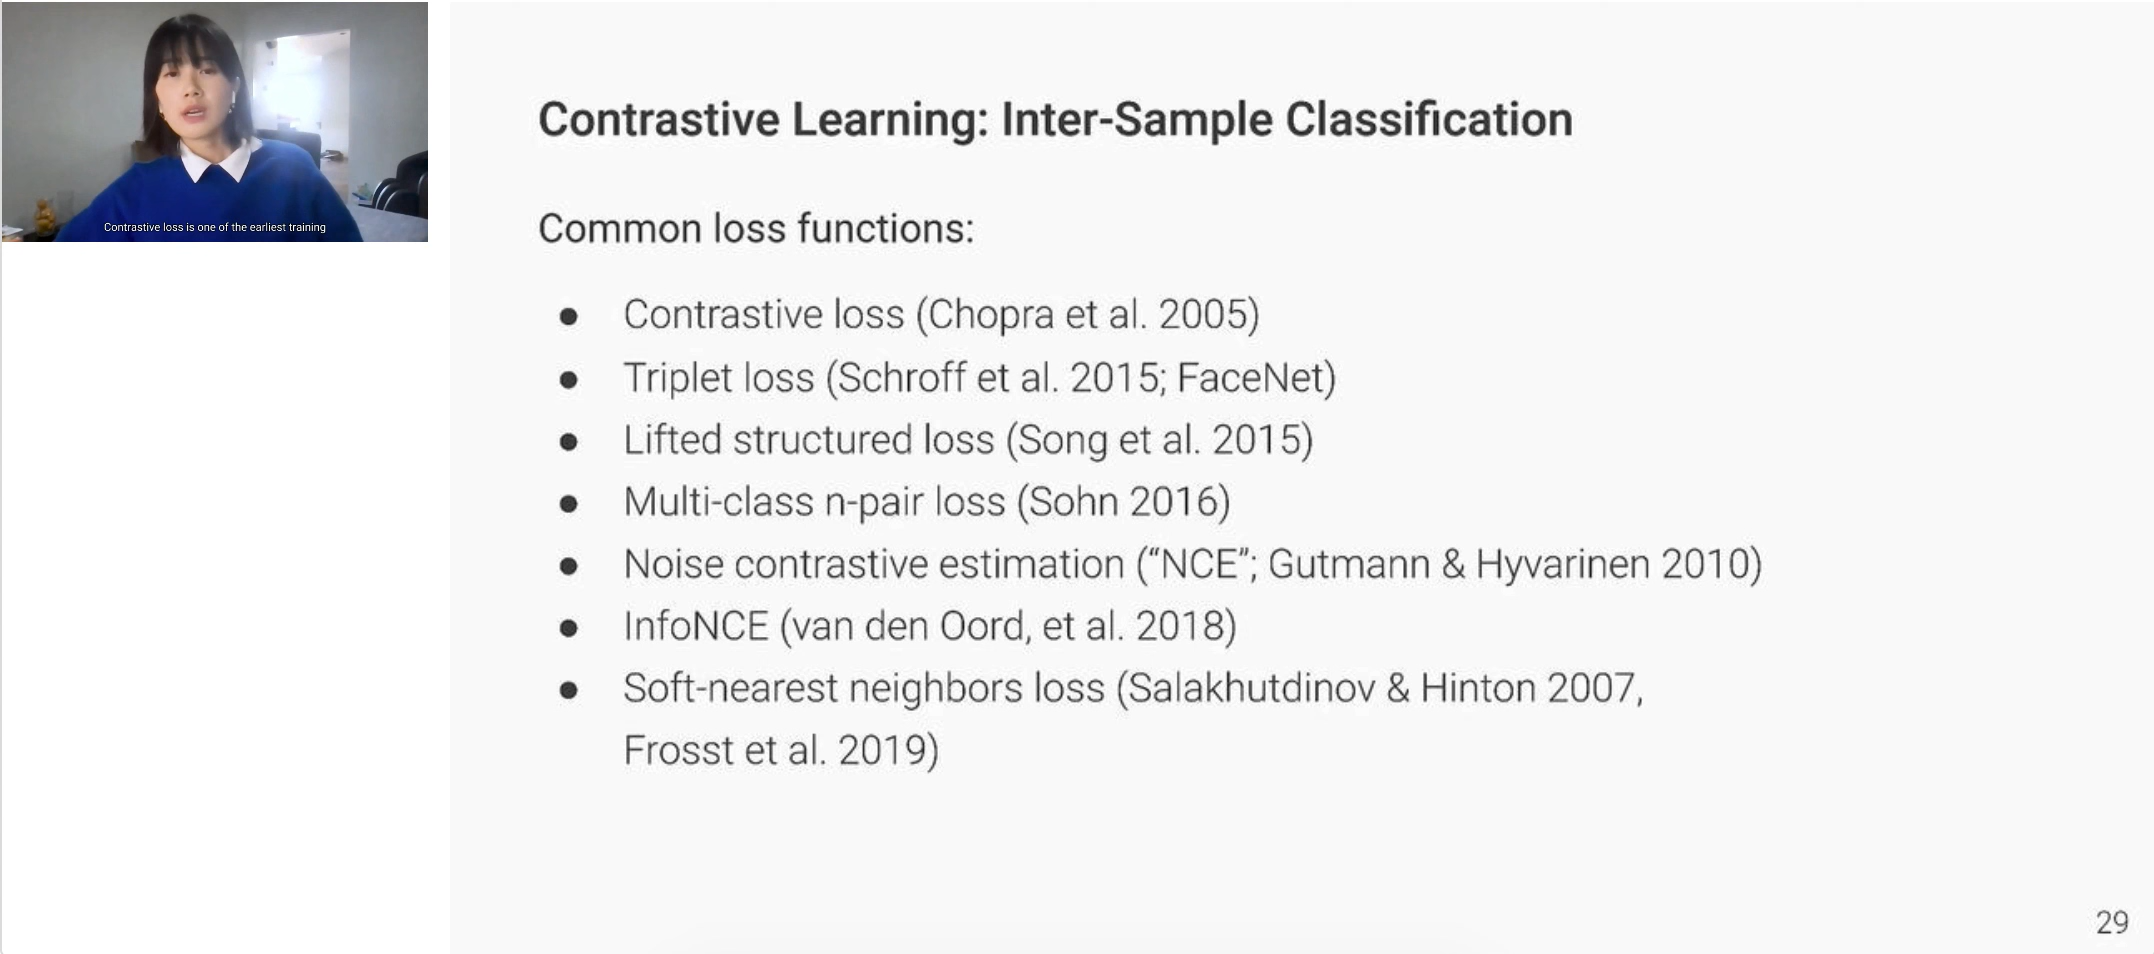 Contrastive loss is one of the earliest training
Contrastive Learning: Inter-Sample Classification
Common loss functions:
● Contrastive loss (Chopra et al. 2005)
● Triplet loss (Schroff et al. 2015; FaceNet)
● Lifted structured loss (Song et al. 2015)
● Multi-class n-pair loss (Sohn 2016)
● Noise contrastive estimation (“NCE”; Gutmann & Hyvarinen 2010)
● InfoNCE (van den Oord, et al. 2018)
● Soft-nearest neighbors loss (Salakhutdinov & Hinton 2007,
Frosst et al. 2019)
29